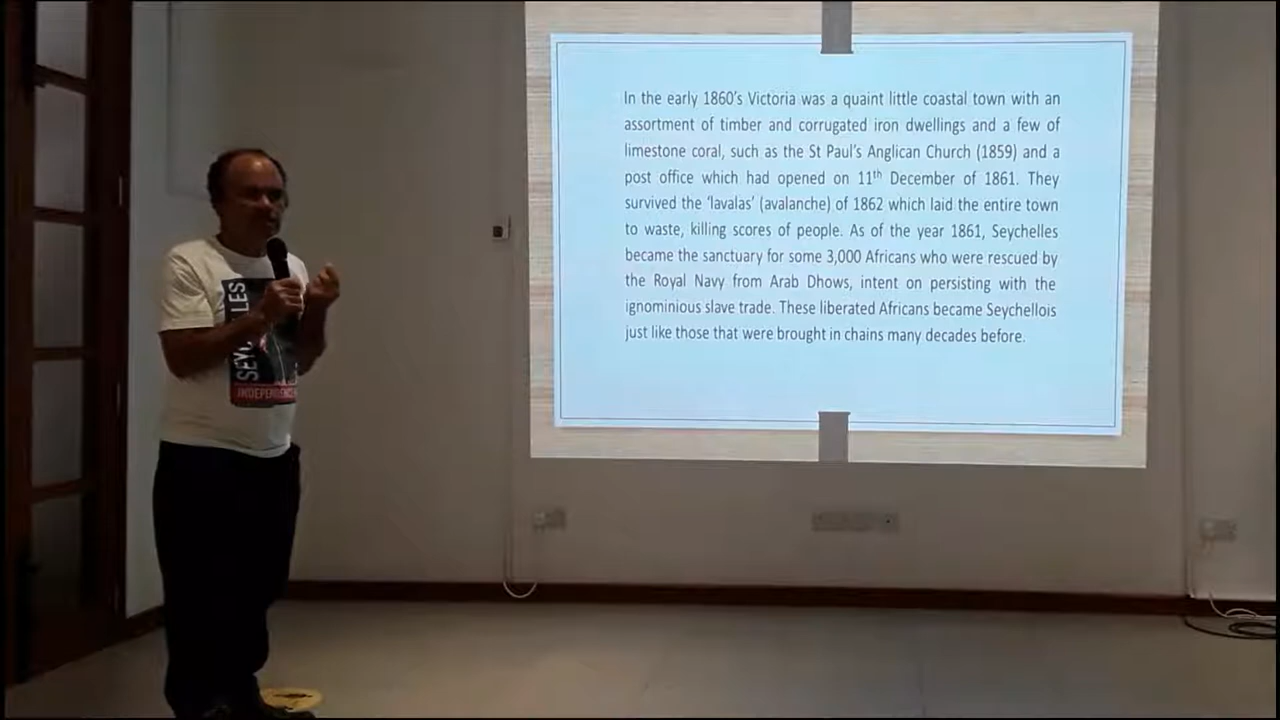 In the early 1860's Victoria was a quaint little coastal town with an
assortment of timber and corrugated iron dwellings and a few of
limestone coral, such as the St Paul's Anglican Church (1859) and a
post office which had opened on 11th December of 1861. They
survived the 'lavalas' (avalanche) of 1862 which laid the entire town
to waste, killing scores of people. As of the year 1861, Seychelles
became the sanctuary for some 3,000 Africans who were rescued by
the Royal Navy from Arab Dhows, intent on persisting with the
ignominious slave trade. These liberated Africans became Seychellois
just like those that were brought in chains many decades before.